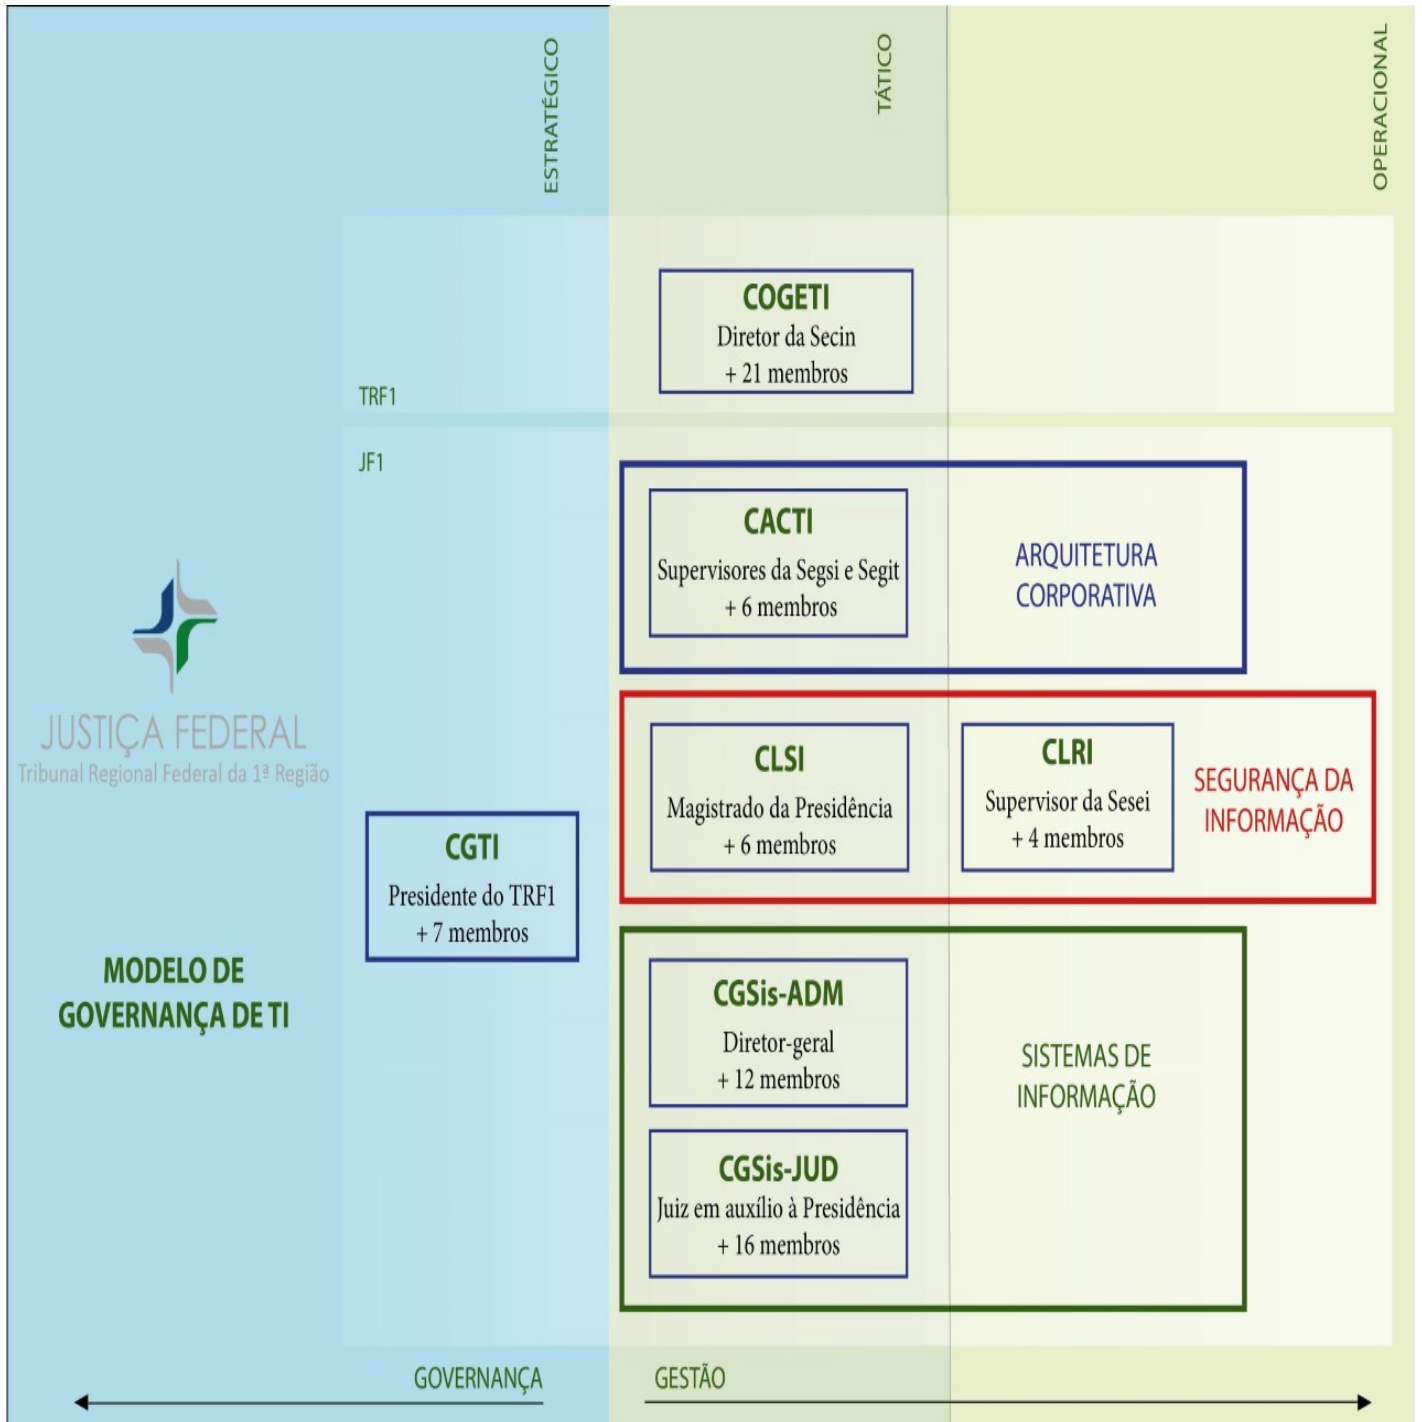 ESTRATÉGICO
TÁTICO
OPERACIONAL
COGETI
Diretor da Secin
+ 21 membros
TRF1
JF1
CACTI
Supervisores da Segsi e Segit
+ 6 membros
ARQUITETURA
CORPORATIVA
JUSTIÇA FEDERAL
Tribunal Regional Federal da 1ª Região
MODELO DE
GOVERNANÇA DE TI
CGTI
Presidente do TRF1
+ 7 membros
CLSI
Magistrado da Presidência
+ 6 membros
CLRI
Supervisor da Sesei
+ 4 membros
SEGURANÇA DA
INFORMAÇÃO
CGSis-ADM
Diretor-geral
+ 12 membros
CGSis-JUD
Juiz em auxílio à Presidência
+ 16 membros
SISTEMAS DE
INFORMAÇÃO
GOVERNANÇA
GESTÃO